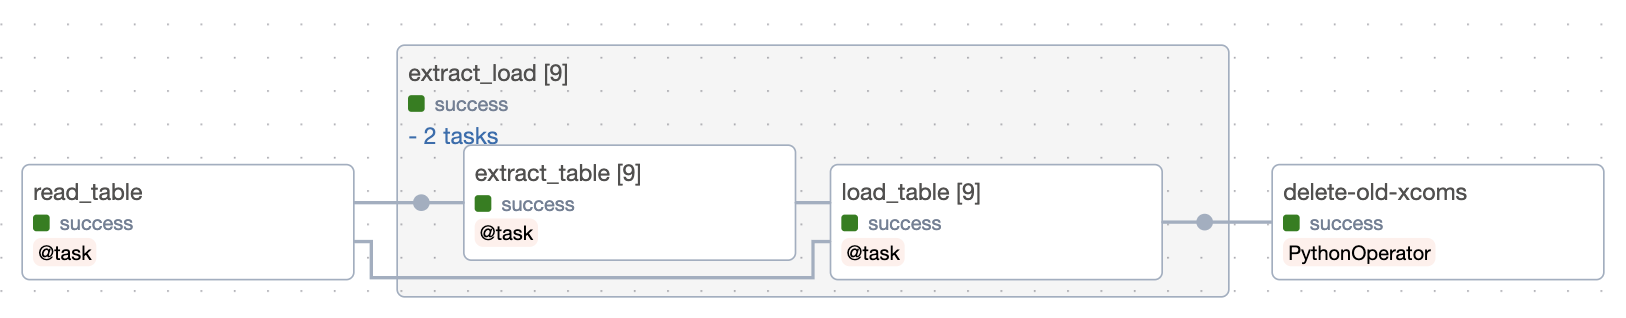 extract_load [9]
success
- 2 tasks
read_table
success
@task
extract_table [9]
success
@task
load_table [9]
success
@task
delete-old-xcoms
success
PythonOperator